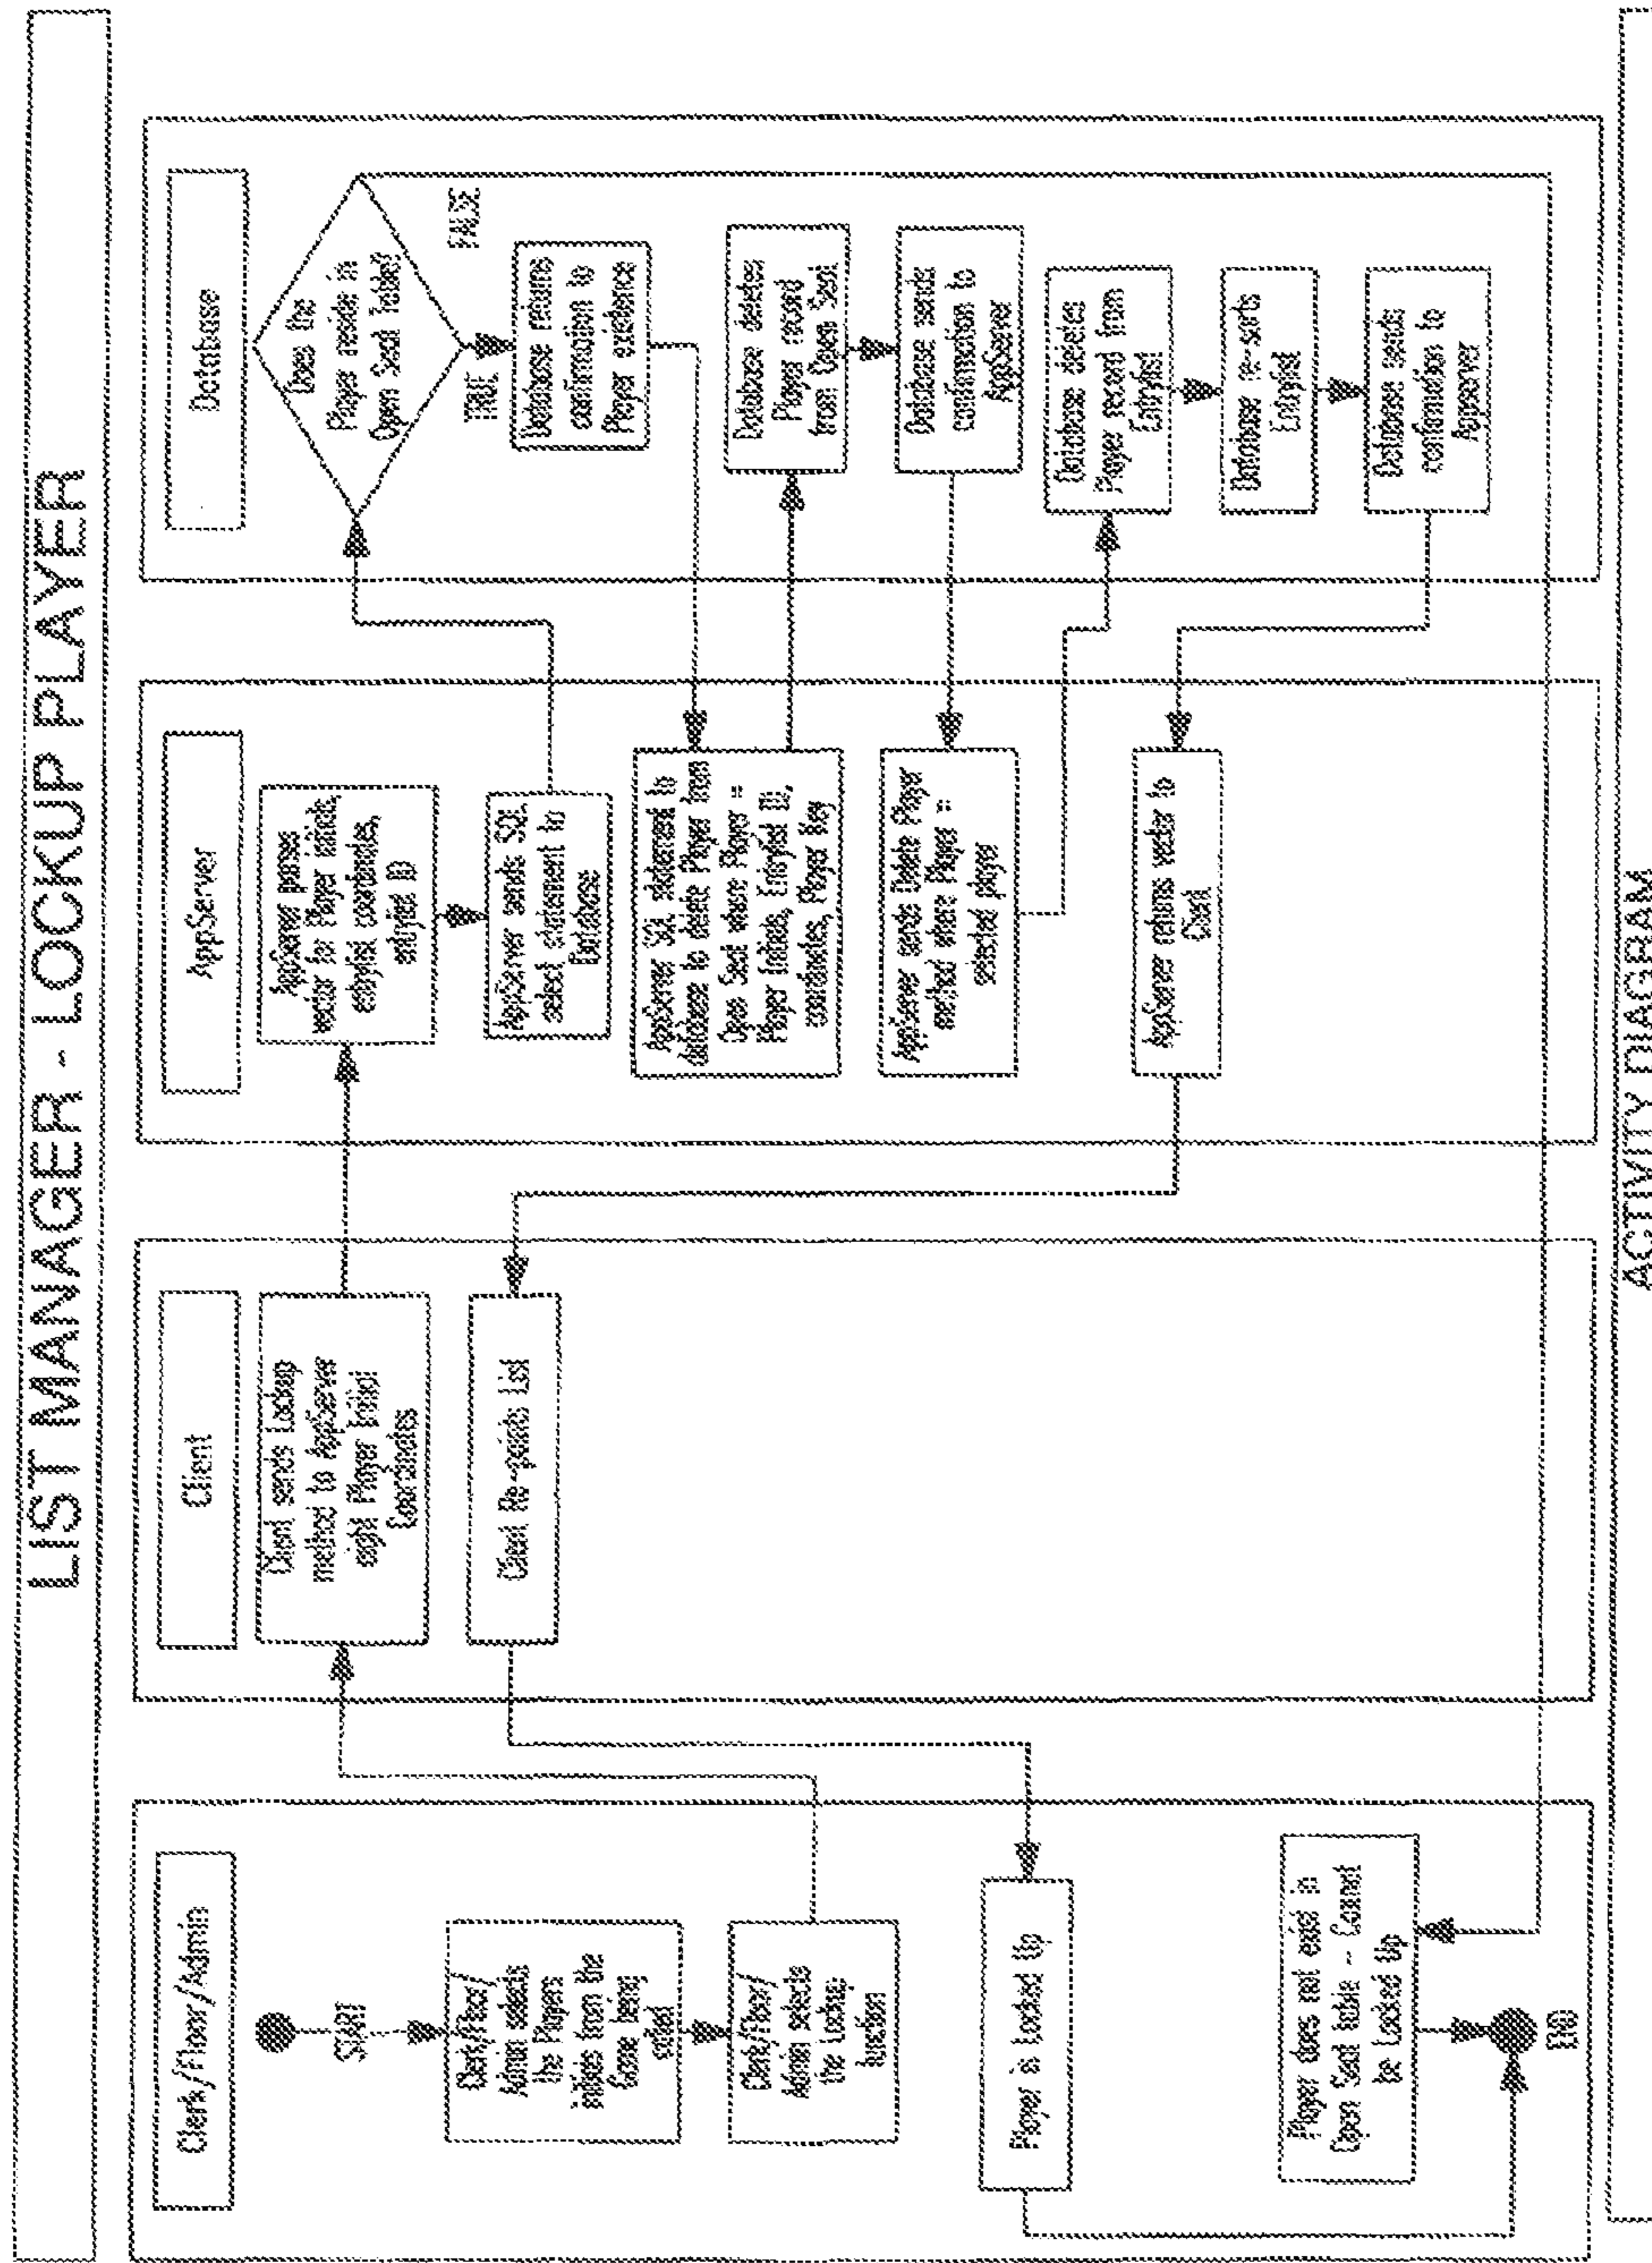 LIST MANAGER - LOCKUP PLAYER
Clerk/Floor/Admin
START
Clerk/Floor/
Admin selects
the Players
initials from the
Game being
called
Clerk/Floor/
Admin selects
the Lockup
function
Player is Locked Up
Player does not exist in
Open Seat table - Cannot
be Locked Up
END
Client
Client sends Lockup
method to AppServer
Player Initial
Coordinates
Client Re-paints List
AppServer
AppServer parses
vector for Player initials,
entrylist coordinates,
entrylist ID
AppServer sends SQL
select statement to
Database
AppServer SQL statement to
database to delete Player from
Open Seat where Player =
Player Initials, Entrylist ID,
coordinates, Player Key
AppServer sends Delete Player
method where Player =
selected player
AppServer returns vector to
Client
Database
Does the
Player reside in
Open Seat Table?
TRUE
FALSE
Database returns
confirmation to
Player existence
Database deletes
Player record
from Open Seat
Database sends
confirmation to
AppServer
Database deletes
Player record from
Entrylist
Database re-sorts
Entrylist
Database sends
confirmation to
Appserver
ACTIVITY DIAGRAM